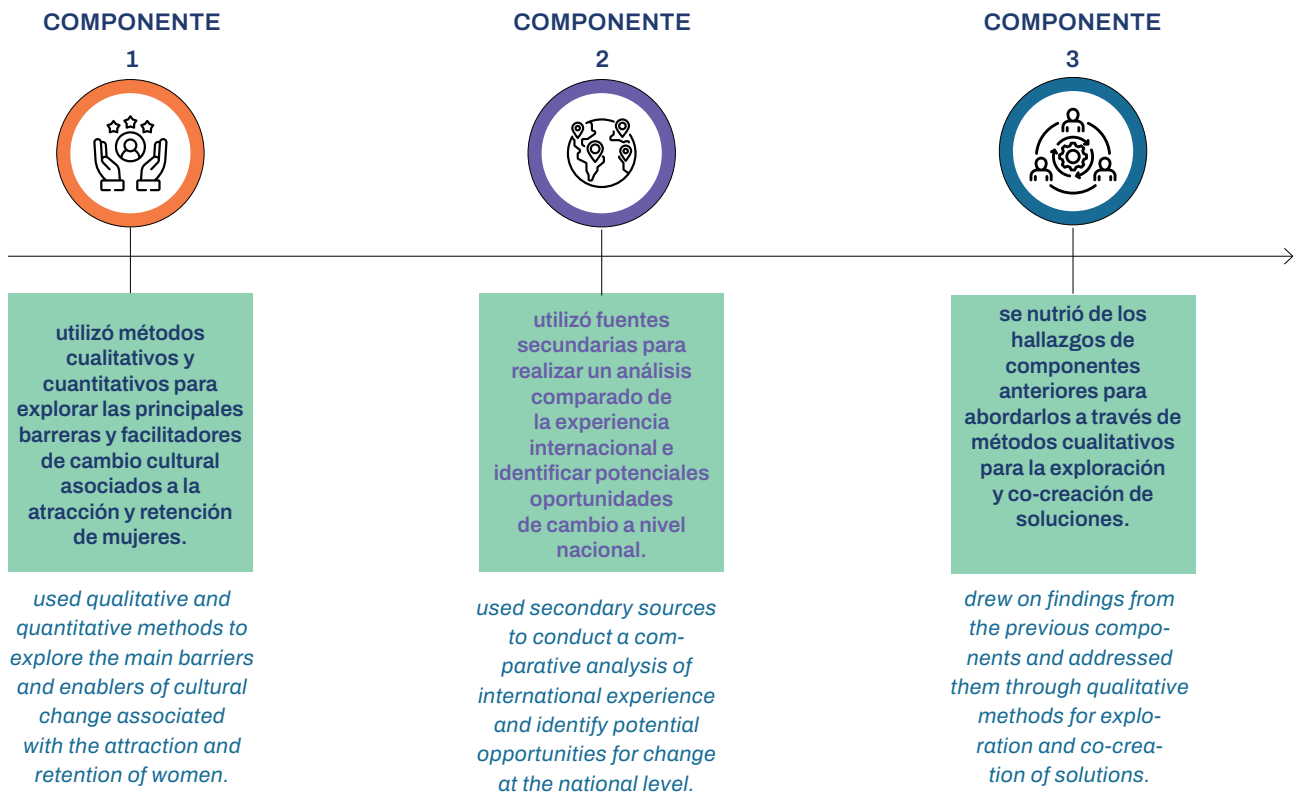 COMPONENTE
1
utilizó métodos
cualitativos y
cuantitativos para
explorar las principales
barreras y facilitadores
de cambio cultural
asociados a la
atracción y retención
de mujeres.
used qualitative and
quantitative methods to
explore the main barriers
and enablers of cultural
change associated
with the attraction and
retention of women.
COMPONENTE
2
utilizó fuentes
secundarias para
realizar un análisis
comparado de
la experiencia
internacional e
identificar potenciales
oportunidades
de cambio a nivel
nacional.
used secondary sources
to conduct a com-
parative analysis of
international experience
and identify potential
opportunities for change
at the national level.
COMPONENTE
3
se nutrió de los
hallazgos de
componentes
anteriores para
abordarlos a través de
métodos cualitativos
para la exploración
y co-creación de
soluciones.
drew on findings from
the previous compo-
nents and addressed
them through qualitative
methods for explo-
ration and co-crea-
tion of solutions.